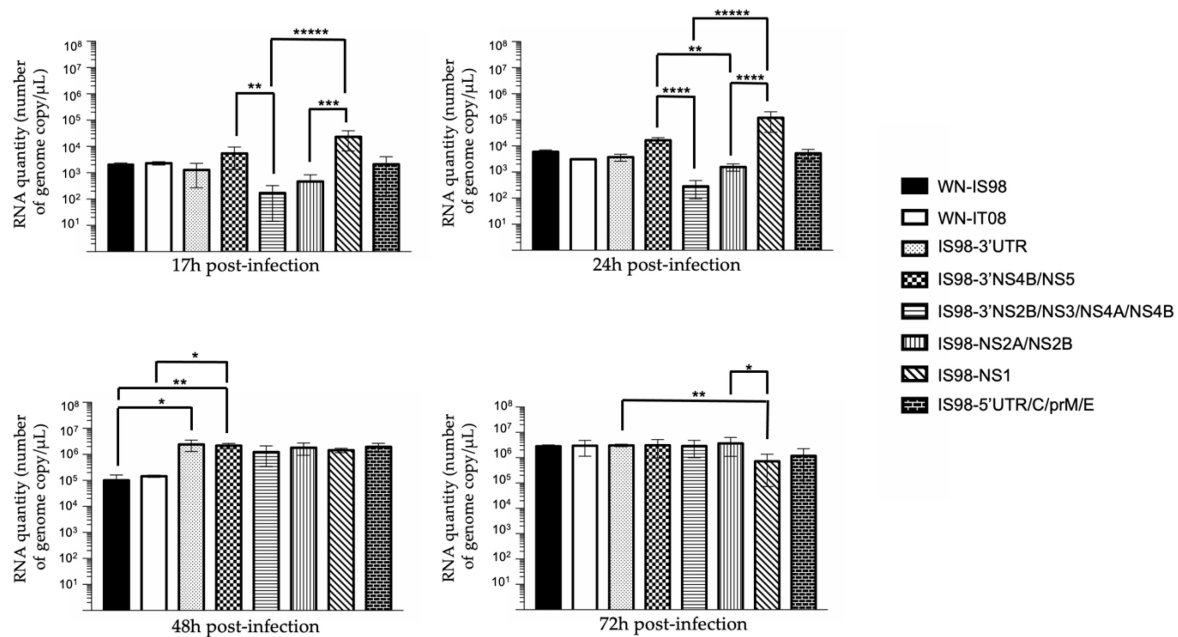 RNA quantity (number
of genome copy/µL)
10⁸
10⁷
10⁶
10⁵
10⁴
10³
10²
10¹
*****
**
***
17h post-infection
RNA quantity (number
of genome copy/µL)
10⁸
10⁷
10⁶
10⁵
10⁴
10³
10²
10¹
*****
**
****
****
24h post-infection
WN-IS98
WN-IT08
IS98-3'UTR
IS98-3'NS4B/NS5
IS98-3'NS2B/NS3/NS4A/NS4B
IS98-NS2A/NS2B
IS98-NS1
IS98-5'UTR/C/prM/E
RNA quantity (number
of genome copy/µL)
10⁸
10⁷
10⁶
10⁵
10⁴
10³
10²
10¹
*
**
*
48h post-infection
RNA quantity (number
of genome copy/µL)
10⁸
10⁷
10⁶
10⁵
10⁴
10³
10²
10¹
*
**
72h post-infection